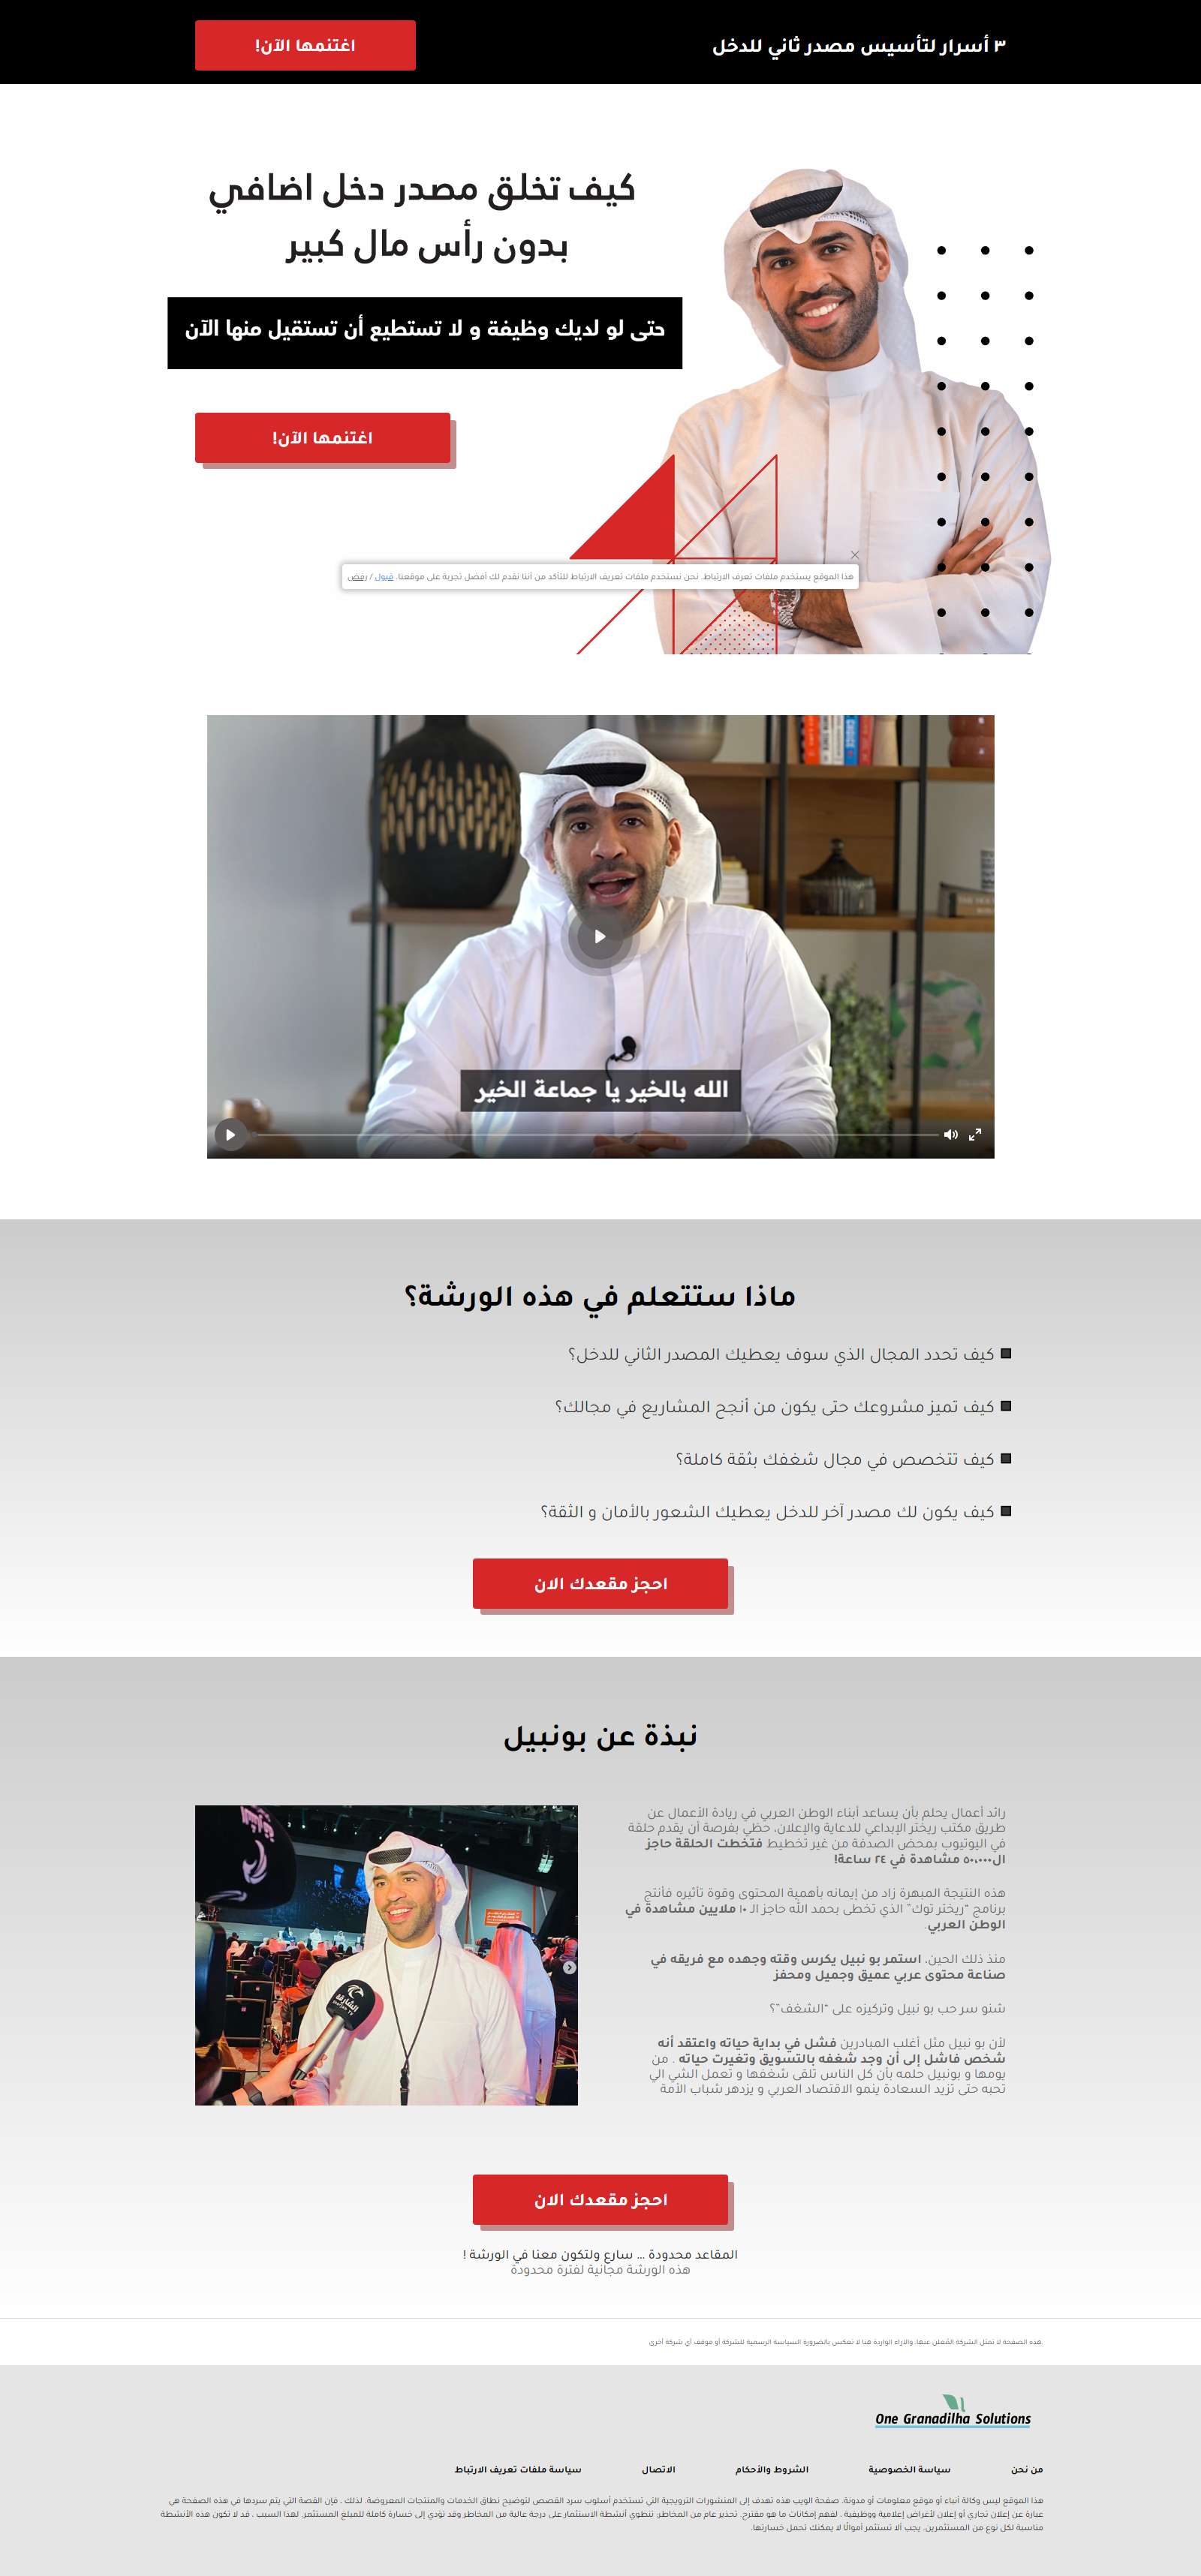 ٣ أسرار لتأسيس مصدر ثاني للدخل
اغتنمها الآن!
كيف تخلق مصدر دخل اضافي
بدون رأس مال كبير
حتى لو لديك وظيفة و لا تستطيع أن تستقيل منها الآن
اغتنمها الآن!
هذا الموقع يستخدم ملفات تعرف الارتباط. نحن نستخدم ملفات تعريف الارتباط للتأكد من أننا نقدم لك أفضل تجربة على موقعنا. قبول / رفض
CHOICE
الله بالخير يا جماعة الخير
ماذا ستتعلم في هذه الورشة؟
كيف تحدد المجال الذي سوف يعطيك المصدر الثاني للدخل؟
كيف تميز مشروعك حتى يكون من أنجح المشاريع في مجالك؟
كيف تتخصص في مجال شغفك بثقة كاملة؟
كيف يكون لك مصدر آخر للدخل يعطيك الشعور بالأمان و الثقة؟
احجز مقعدك الان
نبذة عن بونبيل
رائد أعمال يحلم بأن يساعد أبناء الوطن العربي في ريادة الأعمال عن
طريق مكتب ريختر الإبداعي للدعاية والإعلان، حظي بفرصة أن يقدم حلقة
في اليوتيوب بمحض الصدفة من غير تخطيط فتخطت الحلقة حاجز
ال٥٠،٠٠٠ مشاهدة في ٢٤ ساعة!
هذه النتيجة المبهرة زاد من إيمانه بأهمية المحتوى وقوة تأثيره فأنتج
برنامج "ريختر توك" الذي تخطى بحمد الله حاجز الـ ١٠ ملايين مشاهدة في
الوطن العربي.
منذ ذلك الحين، استمر بو نبيل يكرس وقته وجهده مع فريقه في
صناعة محتوى عربي عميق وجميل ومحفز
شنو سر حب بو نبيل وتركيزه على "الشغف"؟
لأن بو نبيل مثل أغلب المبادرين فشل في بداية حياته واعتقد أنه
شخص فاشل إلى أن وجد شغفه بالتسويق وتغيرت حياته . من
يومها و بونبيل حلمه بأن كل الناس تلقى شغفها و تعمل الشي الي
تحبه حتى تزيد السعادة ينمو الاقتصاد العربي و يزدهر شباب الأمة
الشارقة
احجز مقعدك الان
المقاعد محدودة ... سارع ولتكون معنا في الورشة !
هذه الورشة مجانية لفترة محدودة
هذه الصفحة لا تمثل الشركة المُعلن عنها، والآراء الواردة هنا لا تعكس بالضرورة السياسة الرسمية للشركة أو موقف أي شركة أخرى.
One Granadilha Solutions
من نحن
سياسة الخصوصية
الشروط والأحكام
الاتصال
سياسة ملفات تعريف الارتباط
هذا الموقع ليس وكالة أنباء أو موقع معلومات أو مدونة. صفحة الويب هذه تهدف إلى المنشورات الترويجية التي تستخدم أسلوب سرد القصص لتوضيح نطاق الخدمات والمنتجات المعروضة. لذلك ، فإن القصة التي يتم سردها في هذه الصفحة هي
عبارة عن إعلان تجاري أو إعلان لأغراض إعلامية ووظيفية ، لفهم إمكانات ما هو مقترح. تحذير عام من المخاطر: تنطوي أنشطة الاستثمار على درجة عالية من المخاطر وقد تؤدي إلى خسارة كاملة للمبلغ المستثمر. لهذا السبب ، قد لا تكون هذه الأنشطة
مناسبة لكل نوع من المستثمرين. يجب ألا تستثمر أموالًا لا يمكنك تحمل خسارتها.